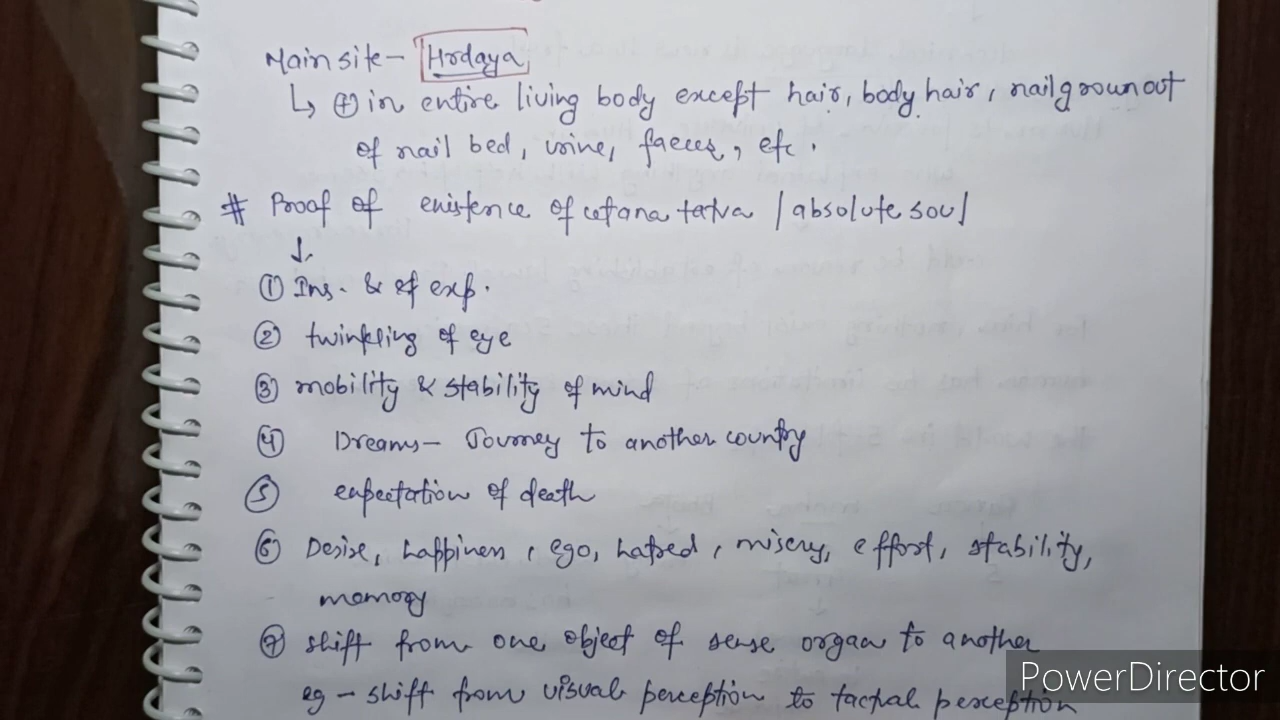 Main site - Hrdaya
↳ ⊕ in entire living body except hair, body hair, nail grown out
of nail bed, urine, faeces, etc.
# Proof of existence of cetana tatva / absolute soul
↓
① Ins. & ef exp.
② twinkling of eye
③ mobility & stability of mind
④ Dreams - Journey to another country
⑤ expectation of death
⑥ Desire, happiness, ego, hatred, misery, effort, stability,
memory
⑦ shift from one object of sense organ to another
eg - shift from visual perception to tactual perception
PowerDirector